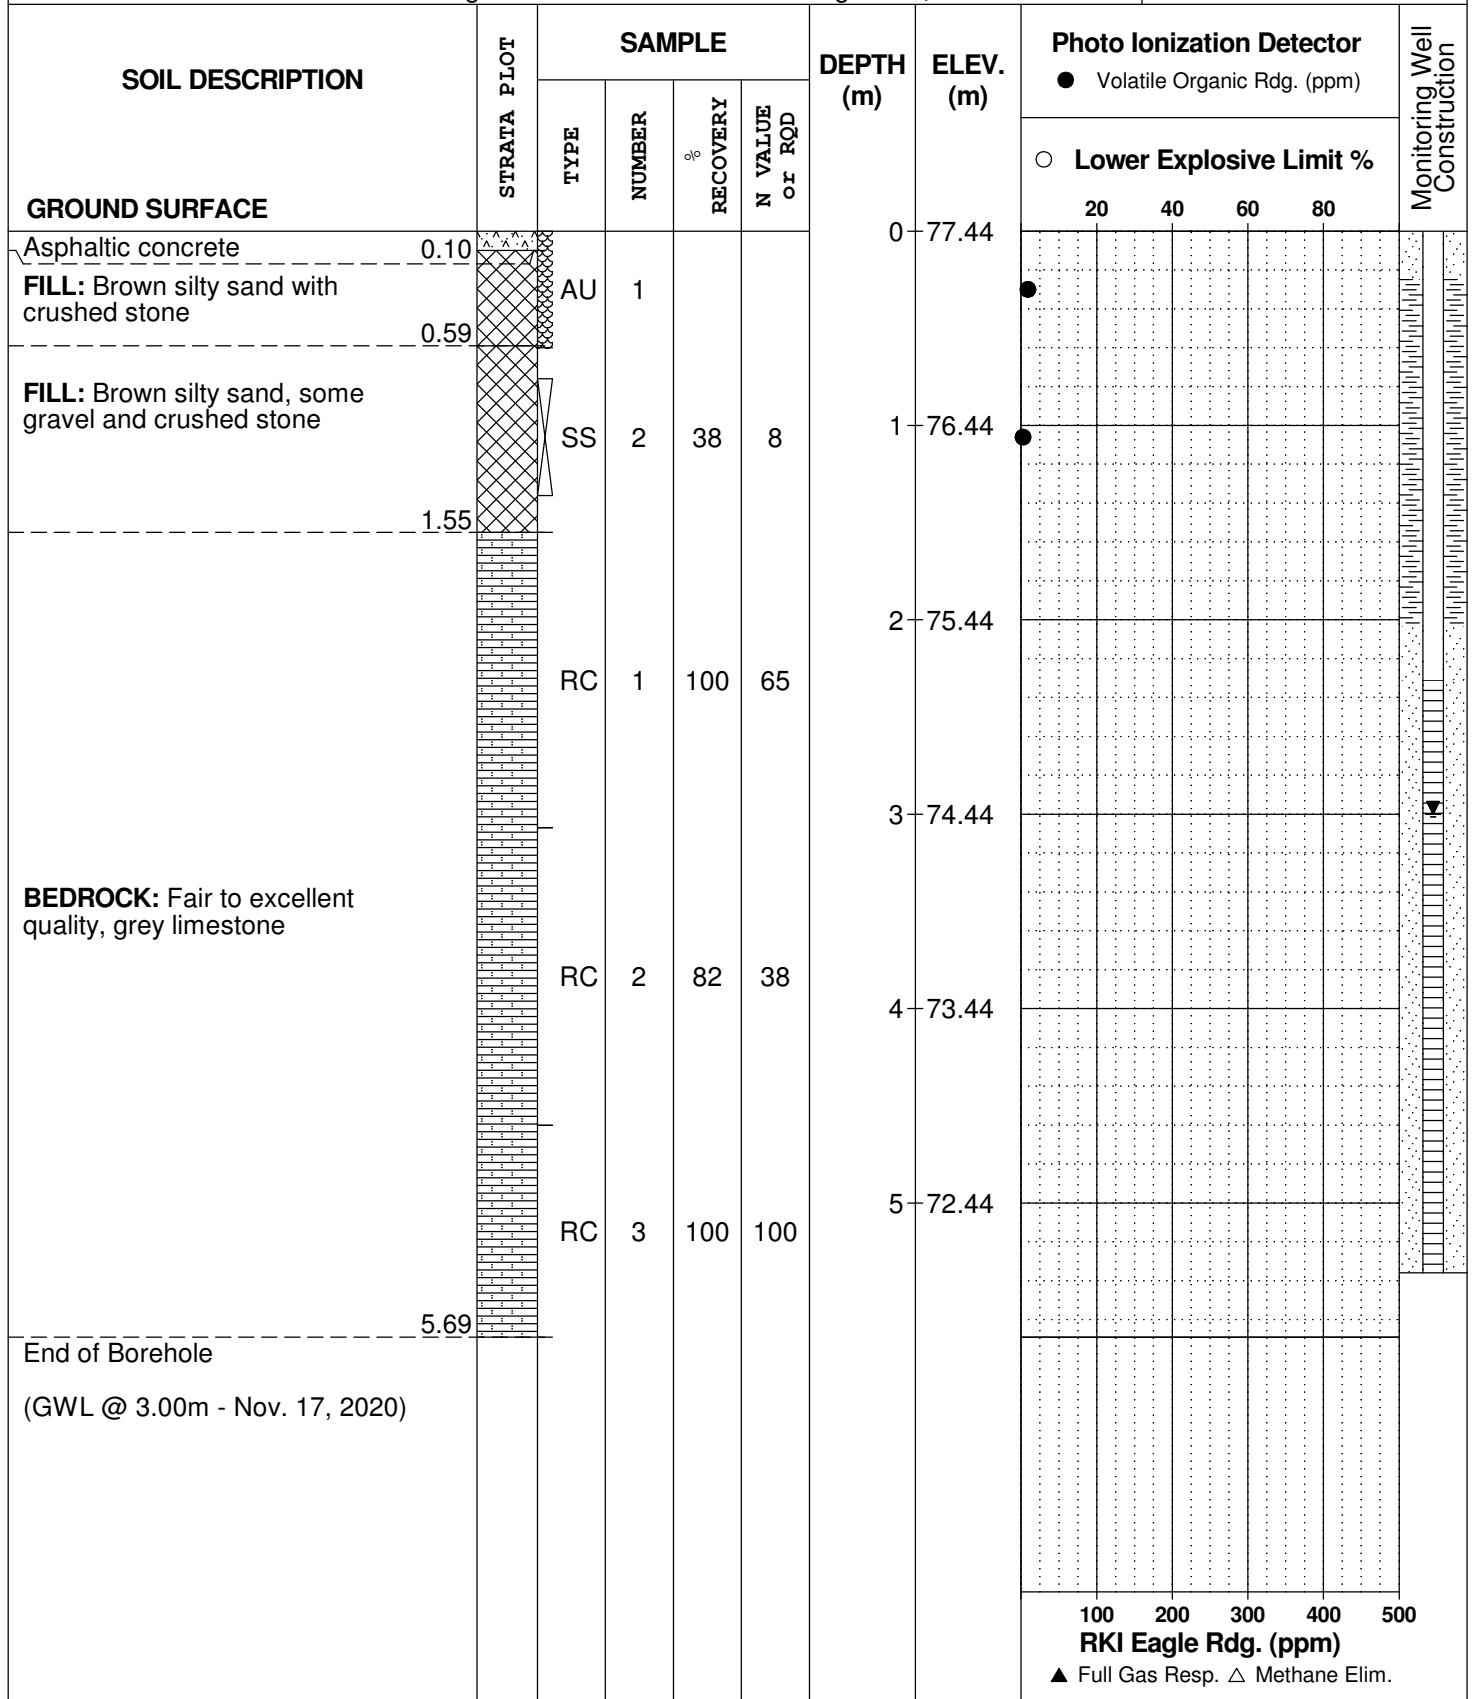 SOIL DESCRIPTION
GROUND SURFACE
STRATA PLOT
SAMPLE
TYPE
NUMBER
%
RECOVERY
N VALUE
or RQD
DEPTH
(m)
ELEV.
(m)
Photo Ionization Detector
● Volatile Organic Rdg. (ppm)
○ Lower Explosive Limit %
20 40 60 80
Monitoring Well
Construction
0 77.44
Asphaltic concrete 0.10
FILL: Brown silty sand with
crushed stone
0.59
AU 1
FILL: Brown silty sand, some
gravel and crushed stone
1 76.44
SS 2 38 8
1.55
2 75.44
RC 1 100 65
3 74.44
BEDROCK: Fair to excellent
quality, grey limestone
RC 2 82 38
4 73.44
5 72.44
RC 3 100 100
5.69
End of Borehole
(GWL @ 3.00m - Nov. 17, 2020)
100 200 300 400 500
RKI Eagle Rdg. (ppm)
▲ Full Gas Resp. △ Methane Elim.